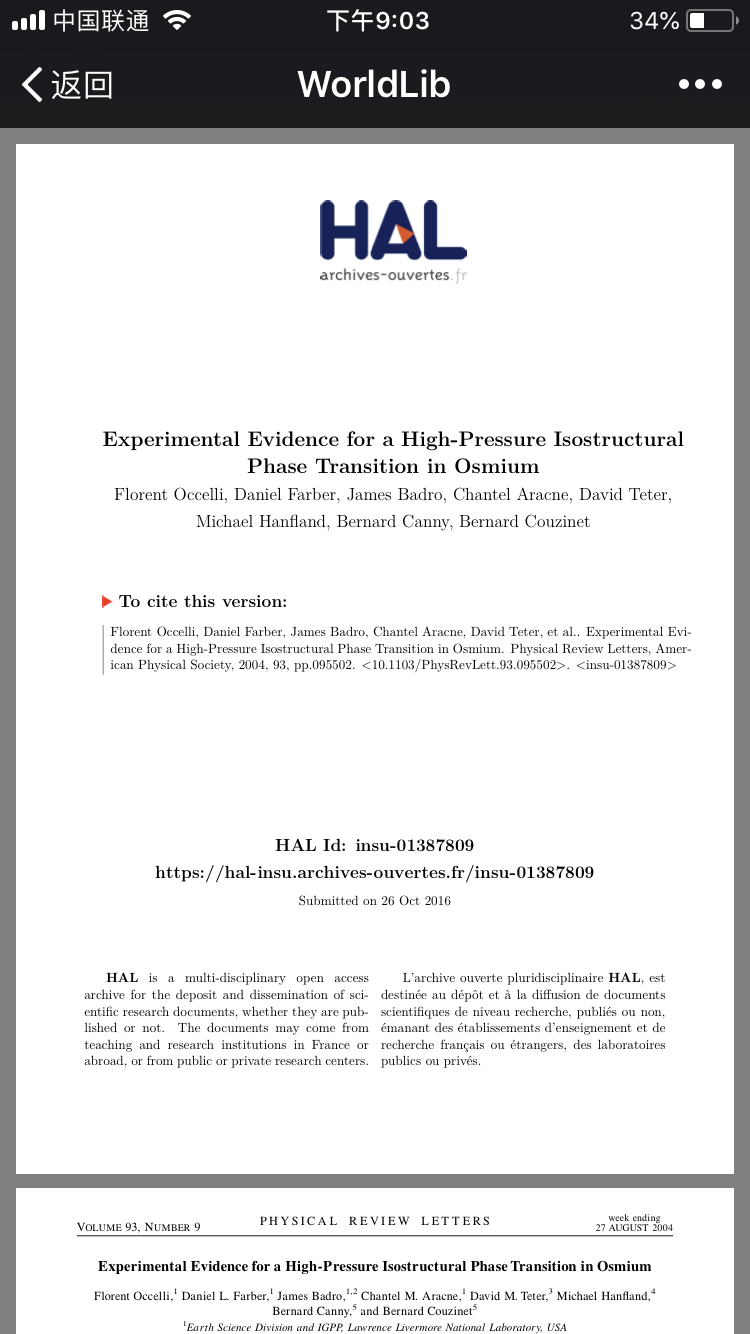 中国联通 下午9:03 34%
返回 WorldLib
HAL
archives-ouvertes.fr
Experimental Evidence for a High-Pressure Isostructural
Phase Transition in Osmium
Florent Occelli, Daniel Farber, James Badro, Chantel Aracne, David Teter,
Michael Hanfland, Bernard Canny, Bernard Couzinet
To cite this version:
Florent Occelli, Daniel Farber, James Badro, Chantel Aracne, David Teter, et al.. Experimental Evi-
dence for a High-Pressure Isostructural Phase Transition in Osmium. Physical Review Letters, Amer-
ican Physical Society, 2004, 93, pp.095502. <10.1103/PhysRevLett.93.095502>. <insu-01387809>
HAL Id: insu-01387809
https://hal-insu.archives-ouvertes.fr/insu-01387809
Submitted on 26 Oct 2016
HAL is a multi-disciplinary open access
archive for the deposit and dissemination of sci-
entific research documents, whether they are pub-
lished or not. The documents may come from
teaching and research institutions in France or
abroad, or from public or private research centers.
L'archive ouverte pluridisciplinaire HAL, est
destinée au dépôt et à la diffusion de documents
scientifiques de niveau recherche, publiés ou non,
émanant des établissements d'enseignement et de
recherche français ou étrangers, des laboratoires
publics ou privés.
VOLUME 93, NUMBER 9 PHYSICAL REVIEW LETTERS week ending
27 AUGUST 2004
Experimental Evidence for a High-Pressure Isostructural Phase Transition in Osmium
Florent Occelli,1 Daniel L. Farber,1 James Badro,1,2 Chantel M. Aracne,1 David M. Teter,3 Michael Hanfland,4
Bernard Canny,5 and Bernard Couzinet5
1Earth Science Division and IGPP, Lawrence Livermore National Laboratory, USA